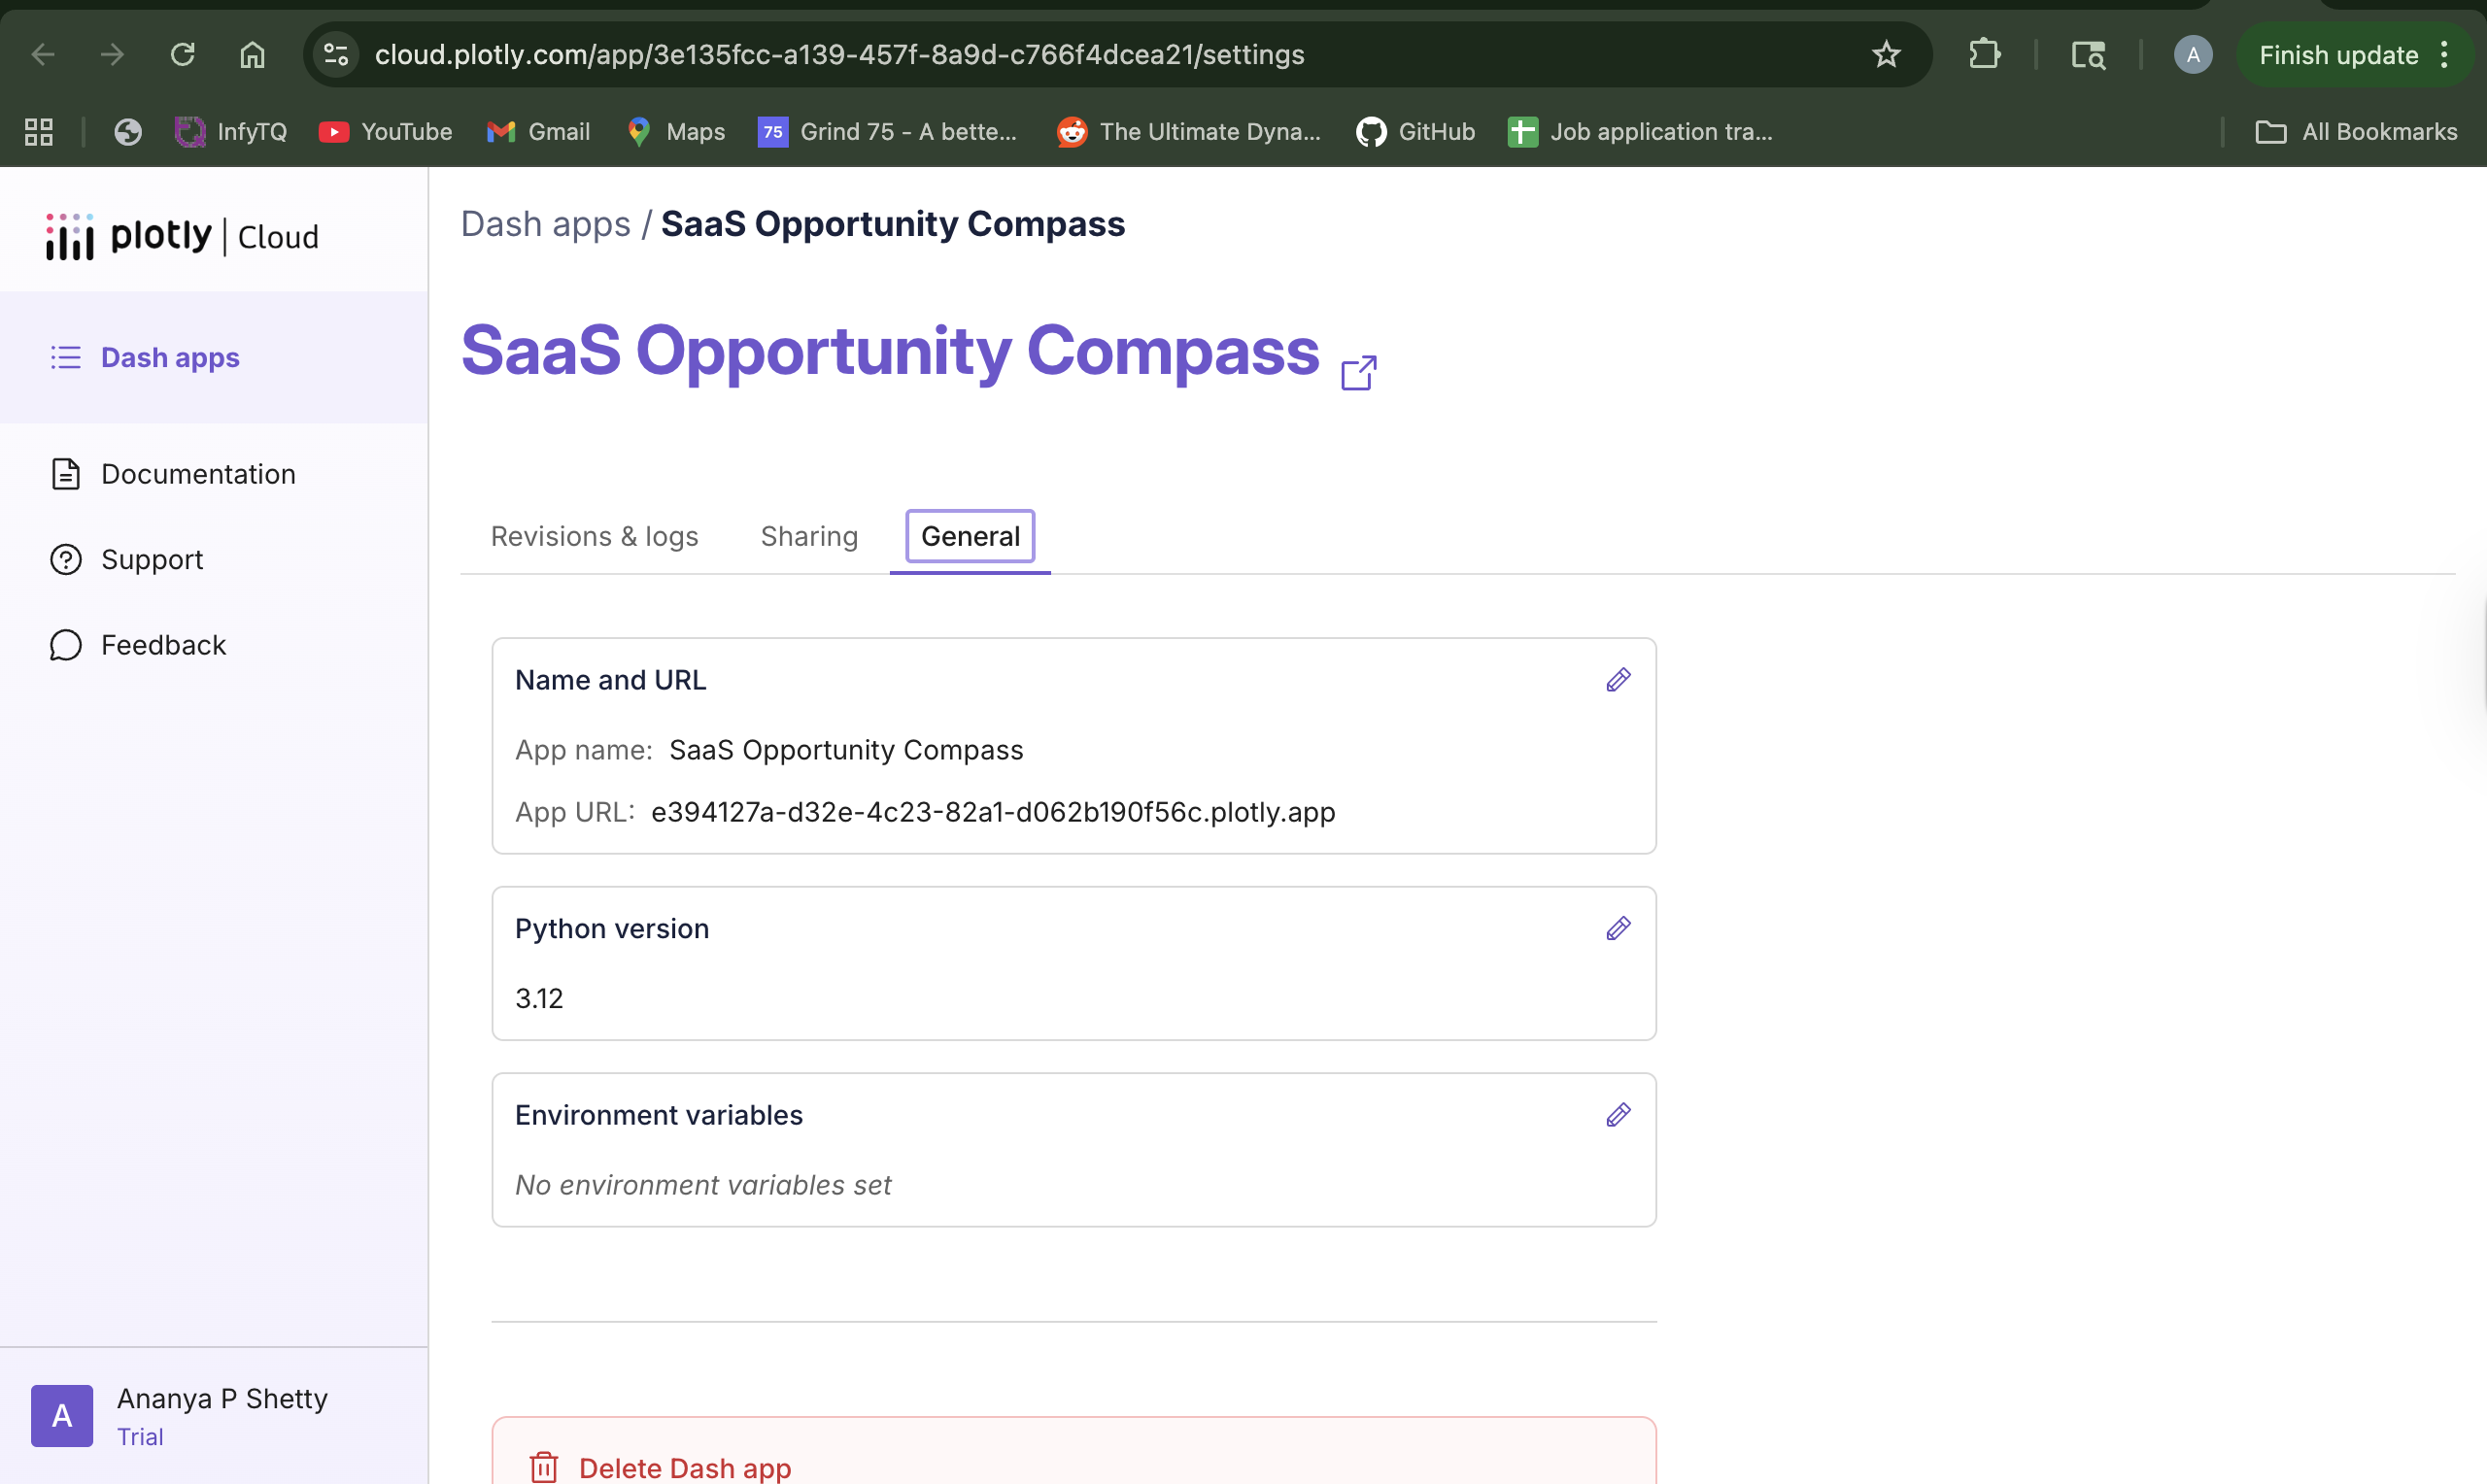 cloud.plotly.com/app/3e135fcc-a139-457f-8a9d-c766f4dcea21/settings
A
Finish update
InfyTQ
YouTube
Gmail
Maps
75
Grind 75 - A bette...
The Ultimate Dyna...
GitHub
Job application tra...
All Bookmarks
plotly | Cloud
Dash apps
Documentation
Support
Feedback
A
Ananya P Shetty
Trial
Dash apps / SaaS Opportunity Compass
SaaS Opportunity Compass
Revisions & logs
Sharing
General
Name and URL
App name: SaaS Opportunity Compass
App URL: e394127a-d32e-4c23-82a1-d062b190f56c.plotly.app
Python version
3.12
Environment variables
No environment variables set
Delete Dash app